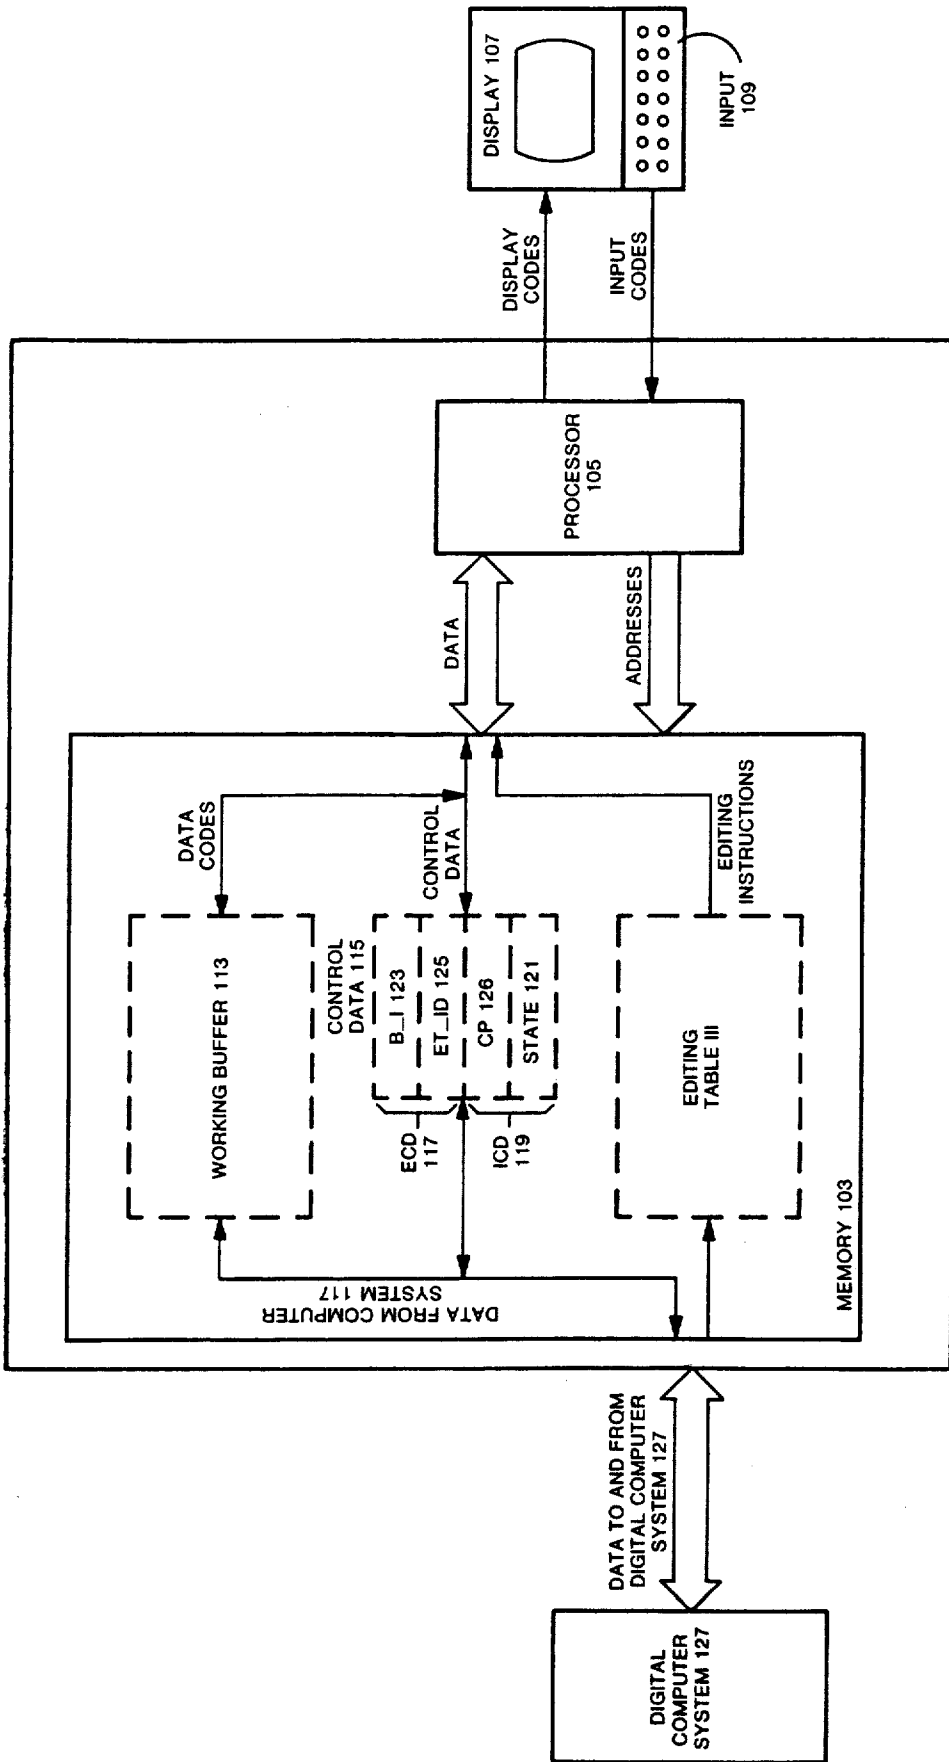 DIGITAL
COMPUTER
SYSTEM 127
DATA TO AND FROM
DIGITAL COMPUTER
SYSTEM 127
MEMORY 103
DATA FROM COMPUTER
SYSTEM 117
WORKING BUFFER 113
CONTROL
DATA 115
B_I 123
ET_ID 125
CP 126
STATE 121
ECD
117
ICD
119
EDITING
TABLE III
DATA
CODES
CONTROL
DATA
EDITING
INSTRUCTIONS
DATA
ADDRESSES
PROCESSOR
105
DISPLAY
CODES
INPUT
CODES
DISPLAY 107
INPUT
109